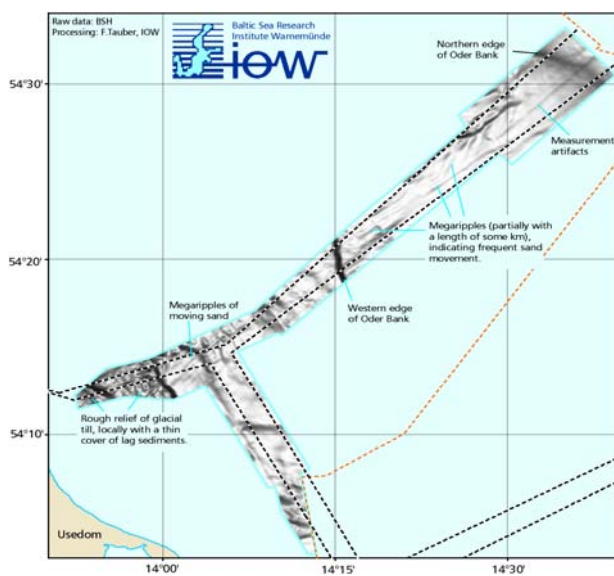 Raw data: BSH
Processing: F.Tauber, IOW
Baltic Sea Research
Institute Warnemünde
iow
Northern edge
of Oder Bank
54°30'
Measurement
artifacts
Megaripples (partially with
a length of some km),
indicating frequent sand
movement.
54°20'
Megaripples of
moving sand
Western edge
of Oder Bank
Rough relief of glacial
till, locally with a thin
cover of lag sediments.
54°10'
Usedom
14°00'
14°15'
14°30'